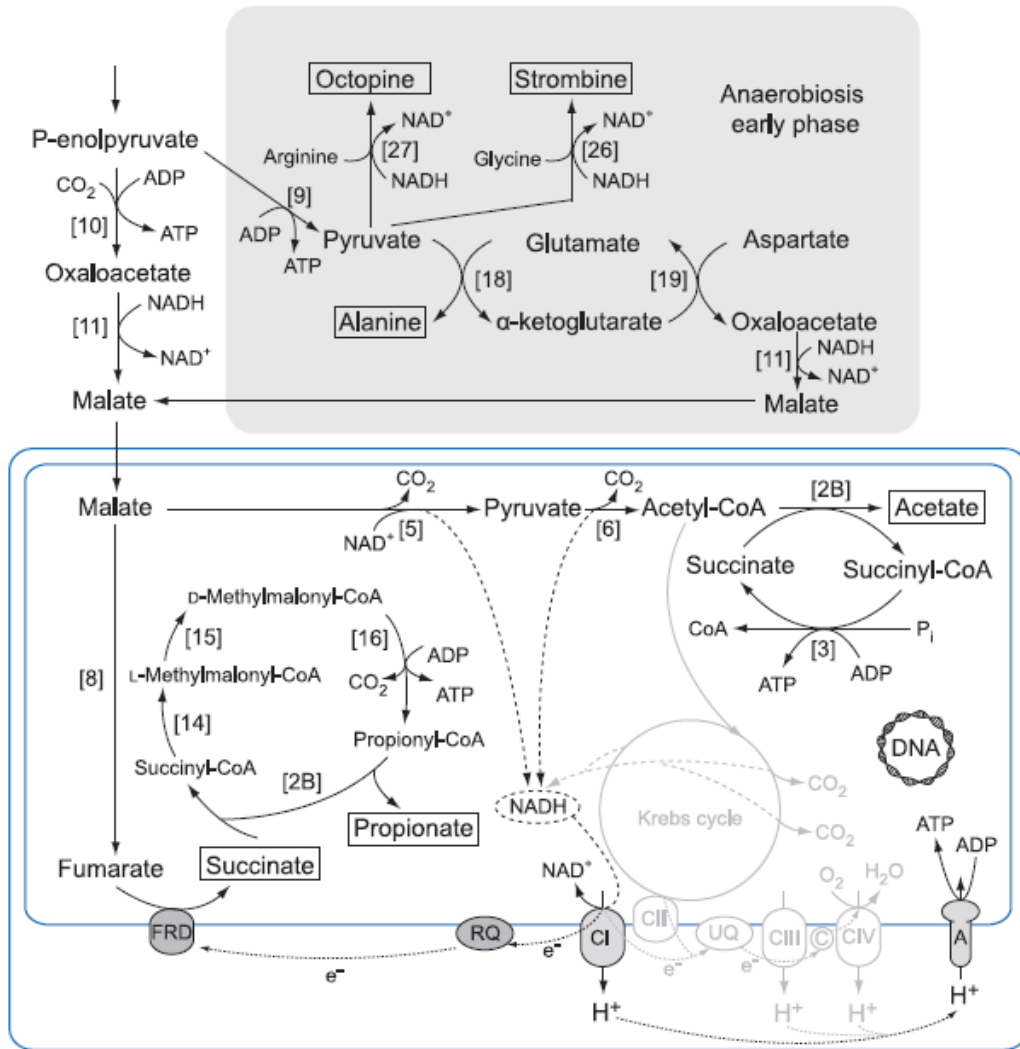 Octopine
Strombine
Anaerobiosis
early phase
P-enolpyruvate
NAD⁺
NAD⁺
Arginine
[27]
Glycine
[26]
CO₂
ADP
NADH
NADH
[9]
[10]
ATP
ADP
ATP
Pyruvate
Glutamate
Aspartate
Oxaloacetate
[18]
[19]
NADH
[11]
Alanine
α-ketoglutarate
Oxaloacetate
NAD⁺
[11]
NADH
NAD⁺
Malate
Malate
CO₂
CO₂
[2B]
Malate
Pyruvate
Acetyl-CoA
Acetate
NAD⁺
[5]
[6]
Succinate
Succinyl-CoA
D-Methylmalonyl-CoA
[15]
[16]
ADP
CoA
Pᵢ
[3]
[8]
L-Methylmalonyl-CoA
CO₂
ATP
ATP
ADP
[14]
Propionyl-CoA
DNA
Succinyl-CoA
[2B]
CO₂
NADH
Propionate
Krebs cycle
CO₂
ATP
ADP
Fumarate
Succinate
NAD⁺
O₂
H₂O
FRD
RQ
CI
CII
UQ
CIII
C
CIV
A
e⁻
e⁻
e⁻
e⁻
H⁺
H⁺
H⁺
H⁺